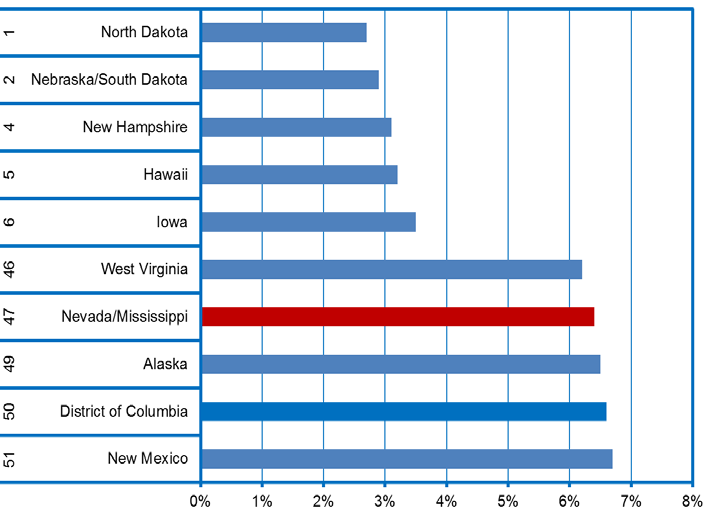 1 North Dakota
2 Nebraska/South Dakota
4 New Hampshire
5 Hawaii
6 Iowa
46 West Virginia
47 Nevada/Mississippi
49 Alaska
50 District of Columbia
51 New Mexico
0% 1% 2% 3% 4% 5% 6% 7% 8%